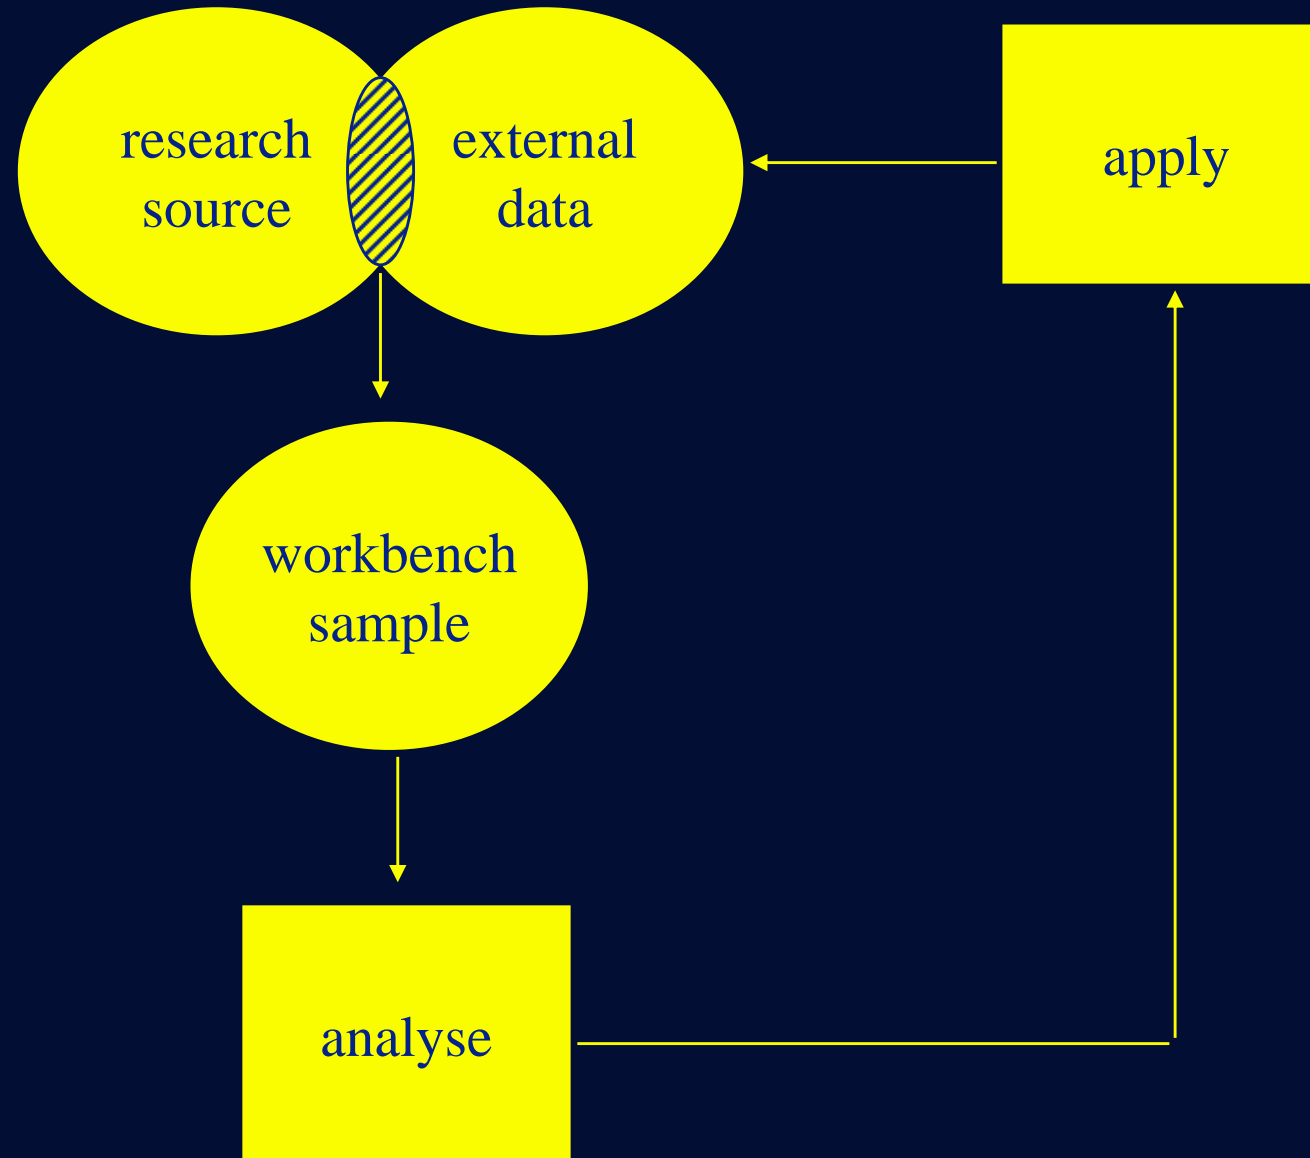 research
source
external
data
apply
workbench
sample
analyse